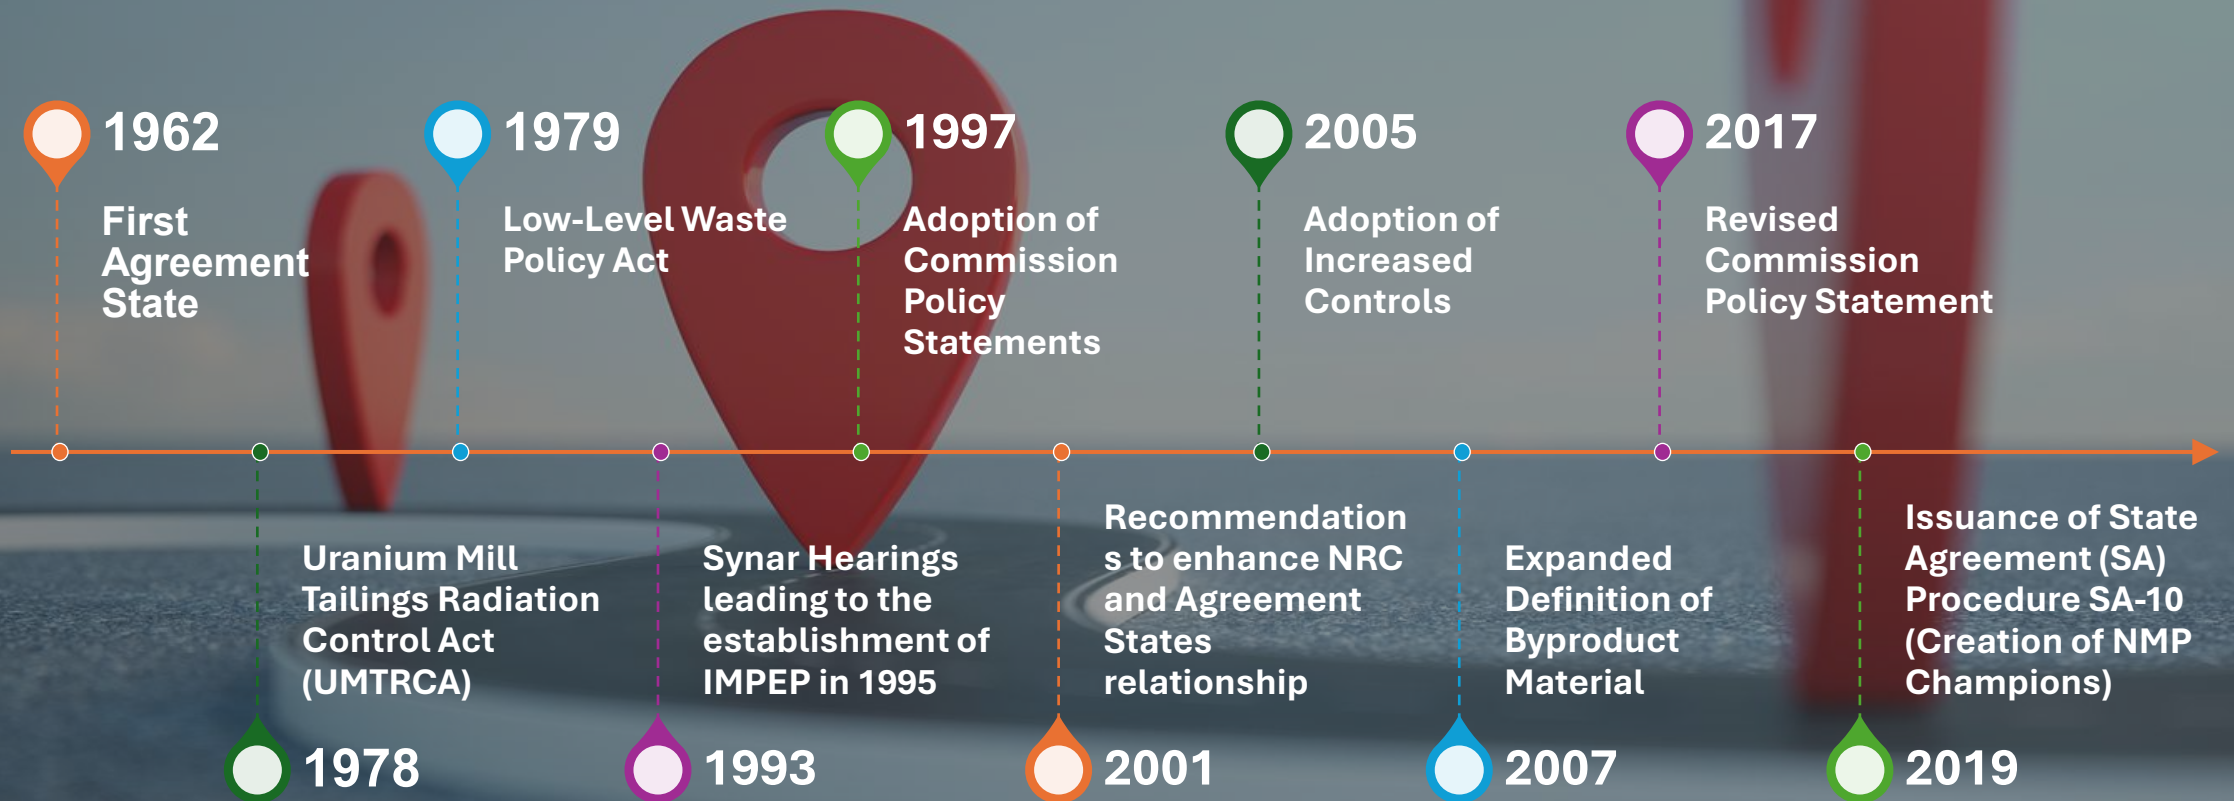 1962
First
Agreement
State
1979
Low-Level Waste
Policy Act
1997
Adoption of
Commission
Policy
Statements
2005
Adoption of
Increased
Controls
2017
Revised
Commission
Policy Statement
Uranium Mill
Tailings Radiation
Control Act
(UMTRCA)
1978
Synar Hearings
leading to the
establishment of
IMPEP in 1995
1993
Recommendation
s to enhance NRC
and Agreement
States
relationship
2001
Expanded
Definition of
Byproduct
Material
2007
Issuance of State
Agreement (SA)
Procedure SA-10
(Creation of NMP
Champions)
2019